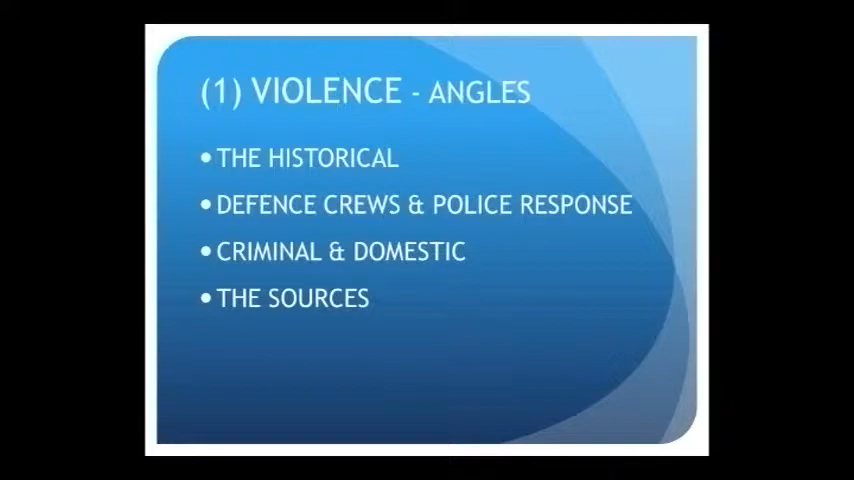 (1) VIOLENCE - ANGLES
• THE HISTORICAL
• DEFENCE CREWS & POLICE RESPONSE
• CRIMINAL & DOMESTIC
• THE SOURCES